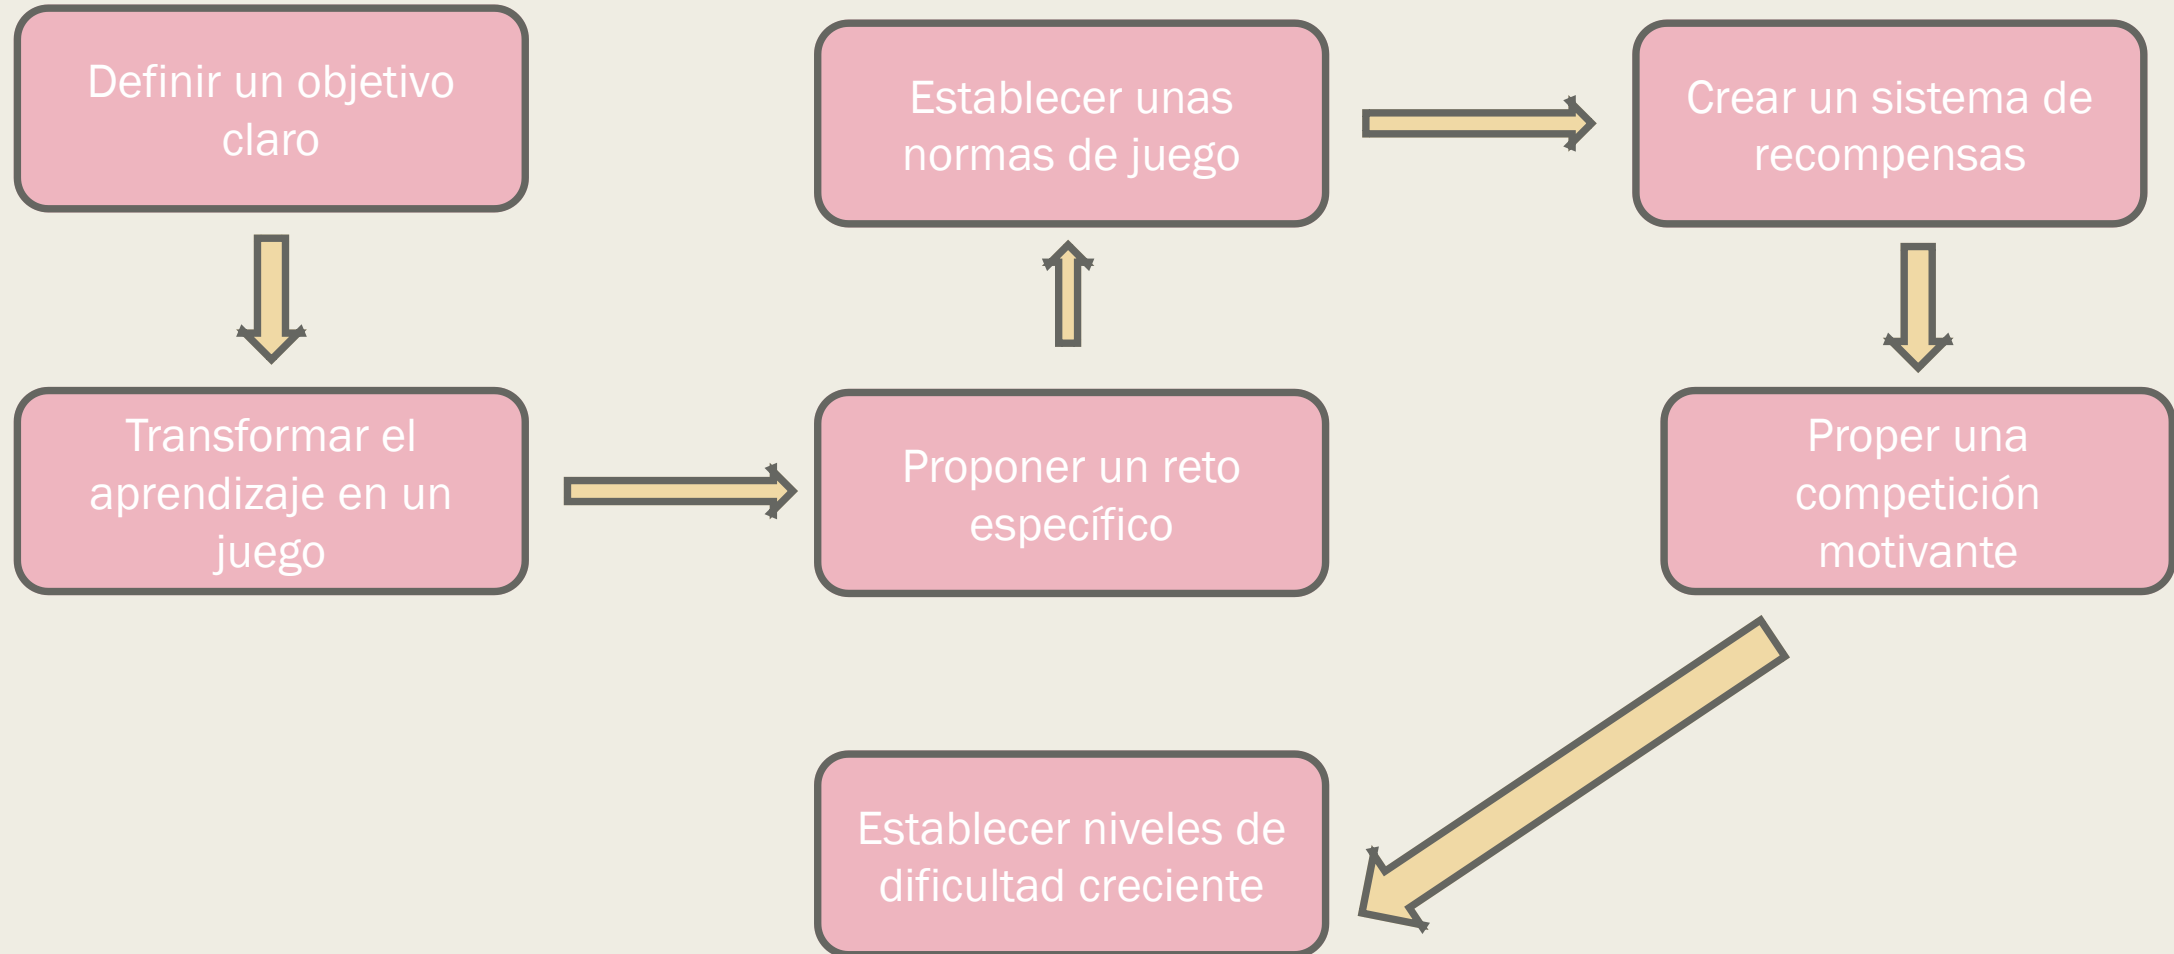 Definir un objetivo
claro
Transformar el
aprendizaje en un
juego
Proponer un reto
específico
Establecer unas
normas de juego
Crear un sistema de
recompensas
Proper una
competición
motivante
Establecer niveles de
dificultad creciente